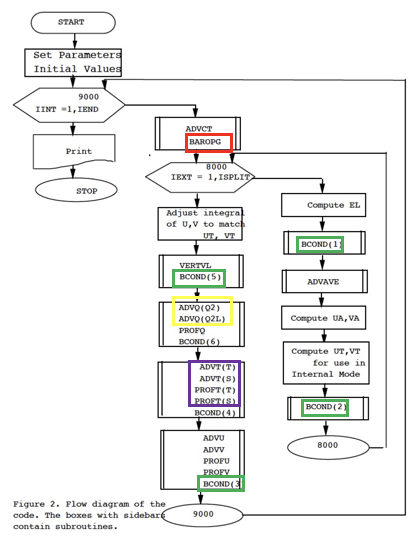 START
Set Parameters
Initial Values
9000
IINT =1,IEND
Print
STOP
ADVCT
BAROPG
8000
IEXT = 1,ISPLIT
Adjust integral
of U,V to match
UT, VT
VERTVL
BCOND(5)
ADVQ(Q2)
ADVQ(Q2L)
PROFQ
BCOND(6)
ADVT(T)
ADVT(S)
PROFT(T)
PROFT(S)
BCOND(4)
ADVU
ADVV
PROFU
PROFV
BCOND(3
9000
Compute EL
BCOND(1)
ADVAVE
Compute UA,VA
Compute UT,VT
for use in
Internal Mode
BCOND(2)
8000
Figure 2. Flow diagram of the
code. The boxes with sidebars
contain subroutines.